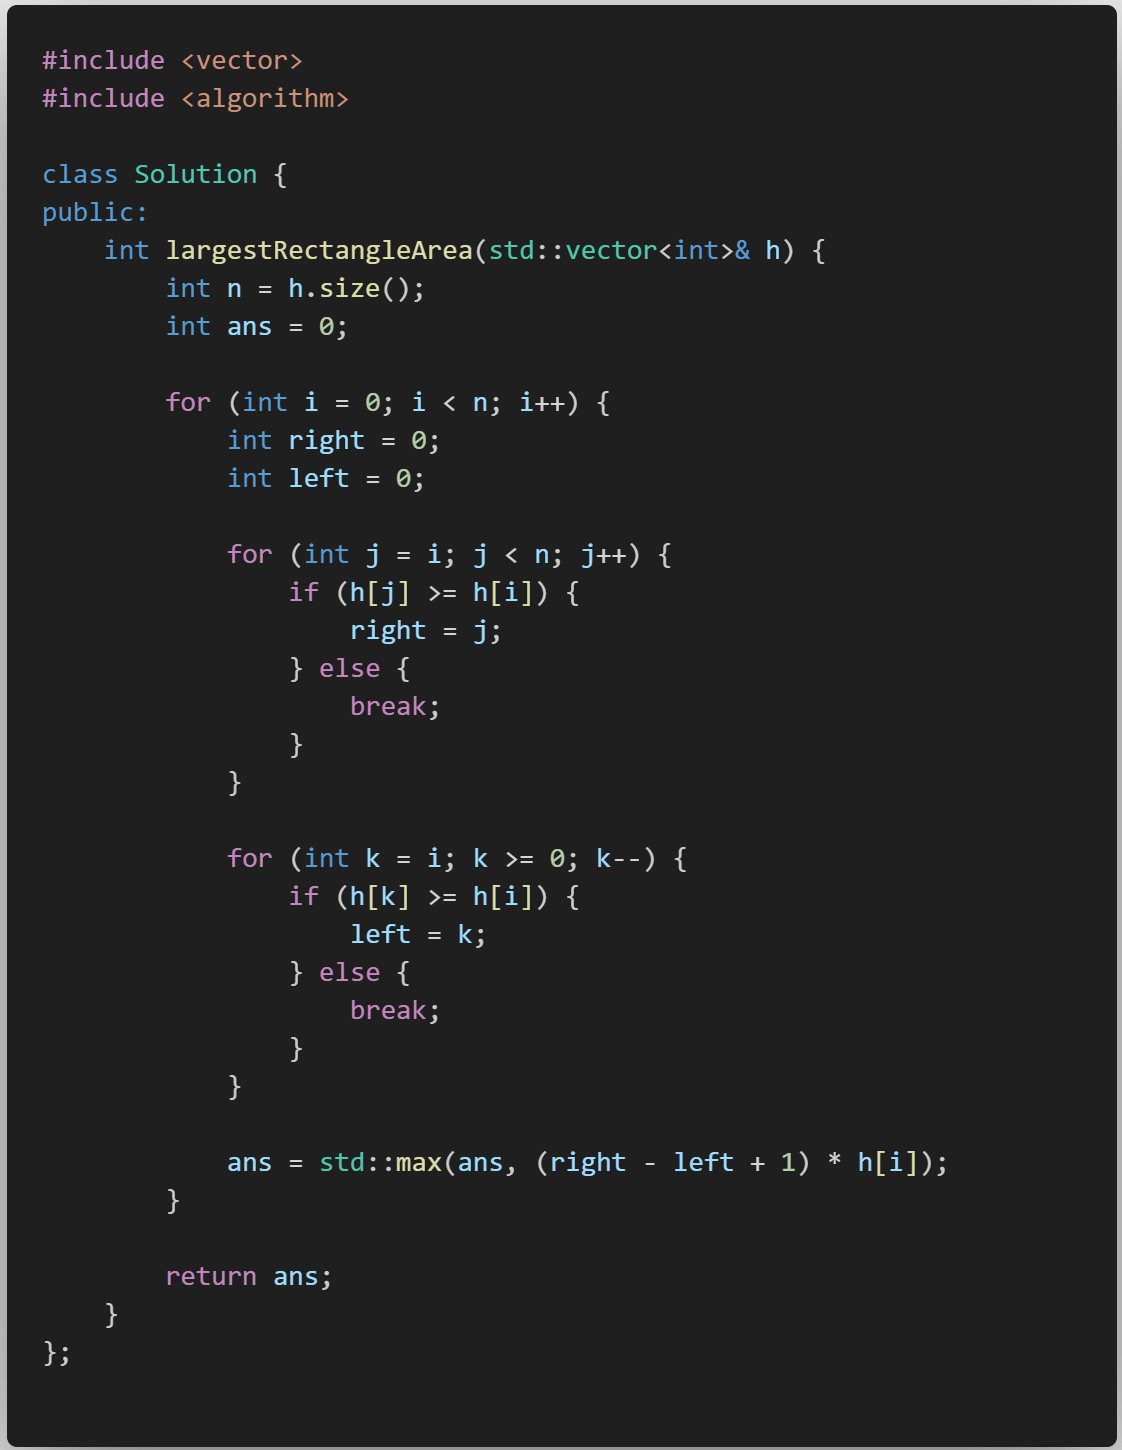 #include <vector>
#include <algorithm>

class Solution {
public:
    int largestRectangleArea(std::vector<int>& h) {
        int n = h.size();
        int ans = 0;

        for (int i = 0; i < n; i++) {
            int right = 0;
            int left = 0;

            for (int j = i; j < n; j++) {
                if (h[j] >= h[i]) {
                    right = j;
                } else {
                    break;
                }
            }

            for (int k = i; k >= 0; k--) {
                if (h[k] >= h[i]) {
                    left = k;
                } else {
                    break;
                }
            }

            ans = std::max(ans, (right - left + 1) * h[i]);
        }

        return ans;
    }
};